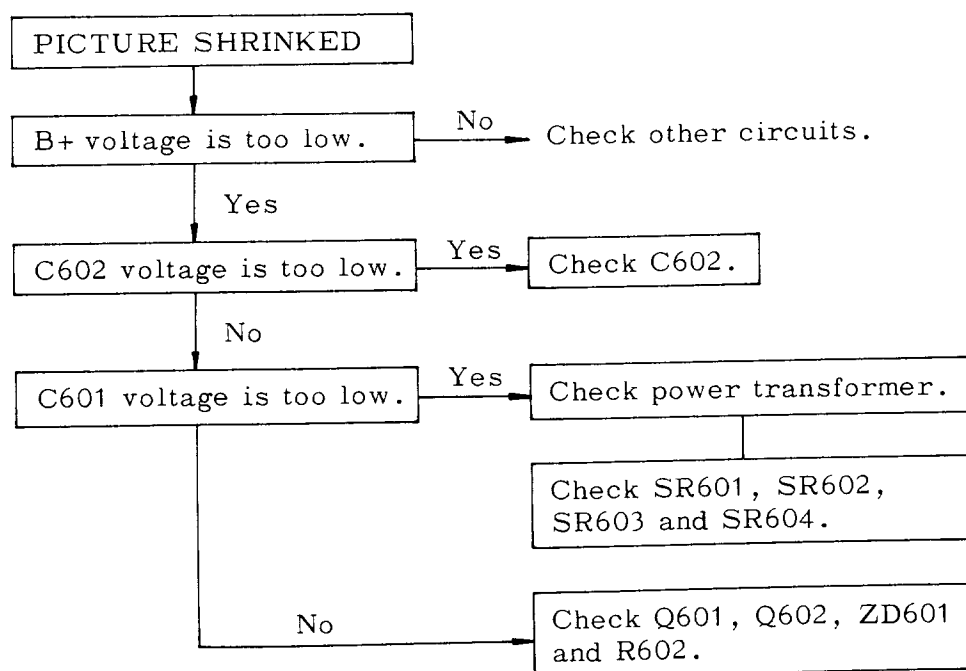 PICTURE SHRINKED
B+ voltage is too low.
No
Check other circuits.
Yes
C602 voltage is too low.
Yes
Check C602.
No
C601 voltage is too low.
Yes
Check power transformer.
Check SR601, SR602,
SR603 and SR604.
No
Check Q601, Q602, ZD601
and R602.